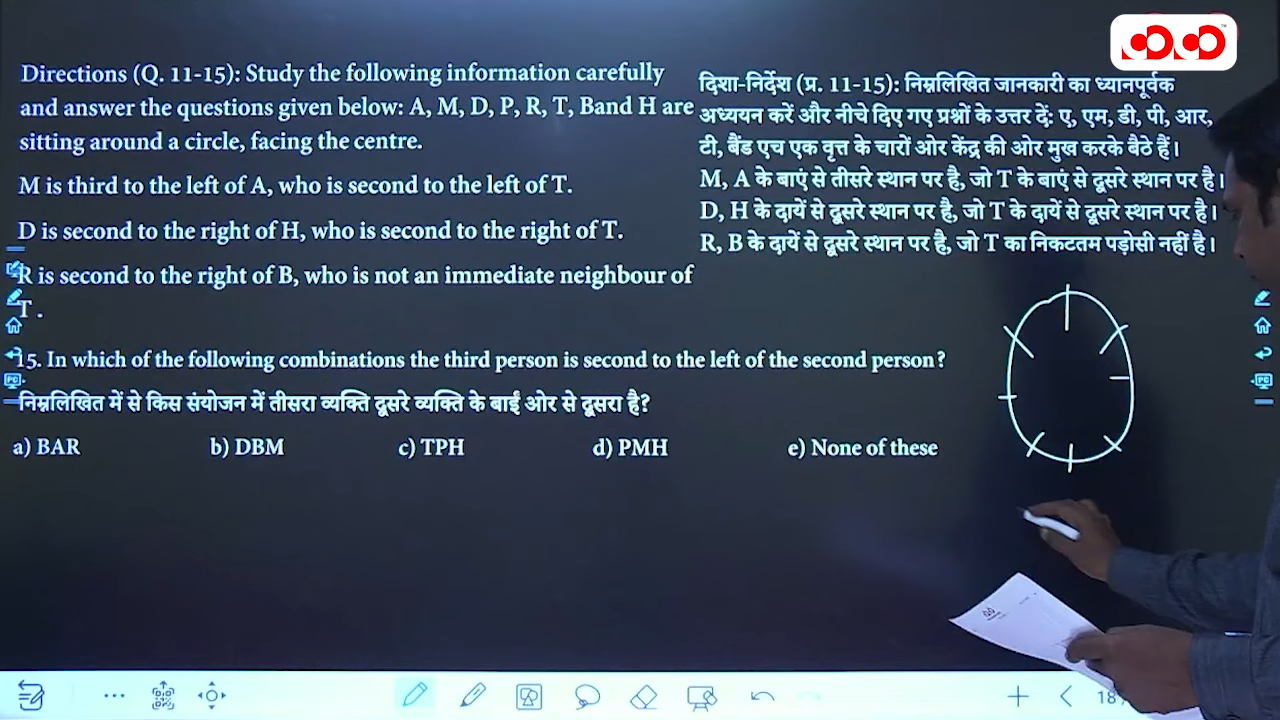 Directions (Q. 11-15): Study the following information carefully
and answer the questions given below: A, M, D, P, R, T, Band H are
sitting around a circle, facing the centre.
M is third to the left of A, who is second to the left of T.
D is second to the right of H, who is second to the right of T.
R is second to the right of B, who is not an immediate neighbour of
T .
दिशा-निर्देश (प्र. 11-15): निम्नलिखित जानकारी का ध्यानपूर्वक
अध्ययन करें और नीचे दिए गए प्रश्नों के उत्तर दें: ए, एम, डी, पी, आर,
टी, बैंड एच एक वृत्त के चारों ओर केंद्र की ओर मुख करके बैठे हैं।
M, A के बाएं से तीसरे स्थान पर है, जो T के बाएं से दूसरे स्थान पर है।
D, H के दायें से दूसरे स्थान पर है, जो T के दायें से दूसरे स्थान पर है।
R, B के दायें से दूसरे स्थान पर है, जो T का निकटतम पड़ोसी नहीं है।
15. In which of the following combinations the third person is second to the left of the second person?
निम्नलिखित में से किस संयोजन में तीसरा व्यक्ति दूसरे व्यक्ति के बाईं ओर से दूसरा है?
a) BAR b) DBM c) TPH d) PMH e) None of these
18